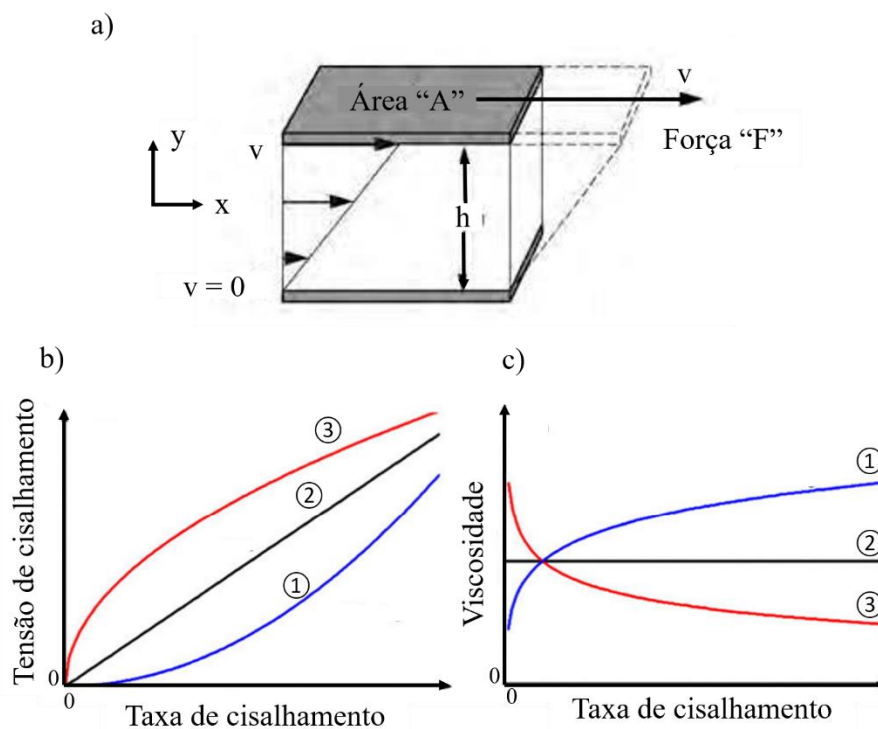 a)
Área “A”
v
Força “F”
y
x
v
h
v = 0
b)
Tensão de cisalhamento
③
②
①
0
0
Taxa de cisalhamento
c)
Viscosidade
①
②
③
0
0
Taxa de cisalhamento